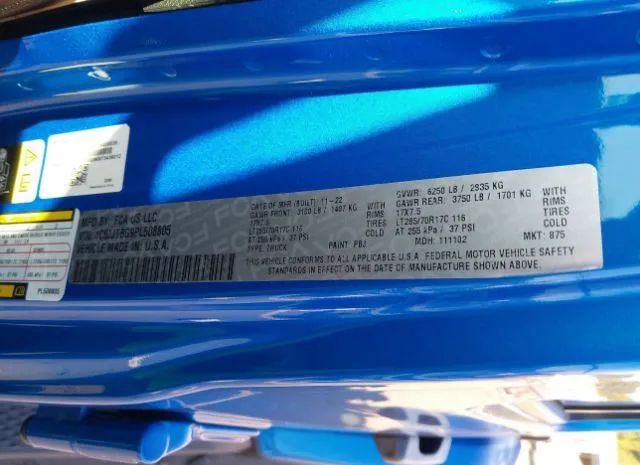 MFD BY: FCA US LLC
DATE OF MFR (BUILT): 11-22
GVWR: 6250 LB / 2835 KG
GAWR FRONT: 3100 LB / 1407 KG
GAWR REAR: 3750 LB / 1701 KG
17X7.5
RIMS
17X7.5
LT285/70R17C 116
TIRES
LT285/70R17C 116
AT 255 kPa / 37 PSI
COLD
AT 255 kPa / 37 PSI
COLD
VEHICLE MADE IN U.S.A.
TYPE: TRUCK
PAINT: PBJ
MDH: 111102
MKT: 875
THIS VEHICLE CONFORMS TO ALL APPLICABLE U.S.A. FEDERAL MOTOR VEHICLE SAFETY
STANDARDS IN EFFECT ON THE DATE OF MANUFACTURE SHOWN ABOVE.
PL508805